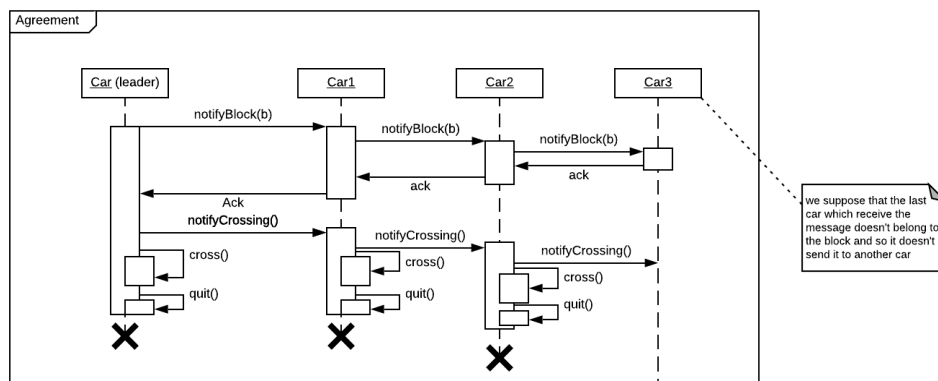 Agreement
Car (leader)
Car1
Car2
Car3
notifyBlock(b)
notifyBlock(b)
notifyBlock(b)
ack
ack
Ack
notifyCrossing()
notifyCrossing()
notifyCrossing()
cross()
cross()
cross()
quit()
quit()
quit()
we suppose that the last
car which receive the
message doesn't belong to
the block and so it doesn't
send it to another car